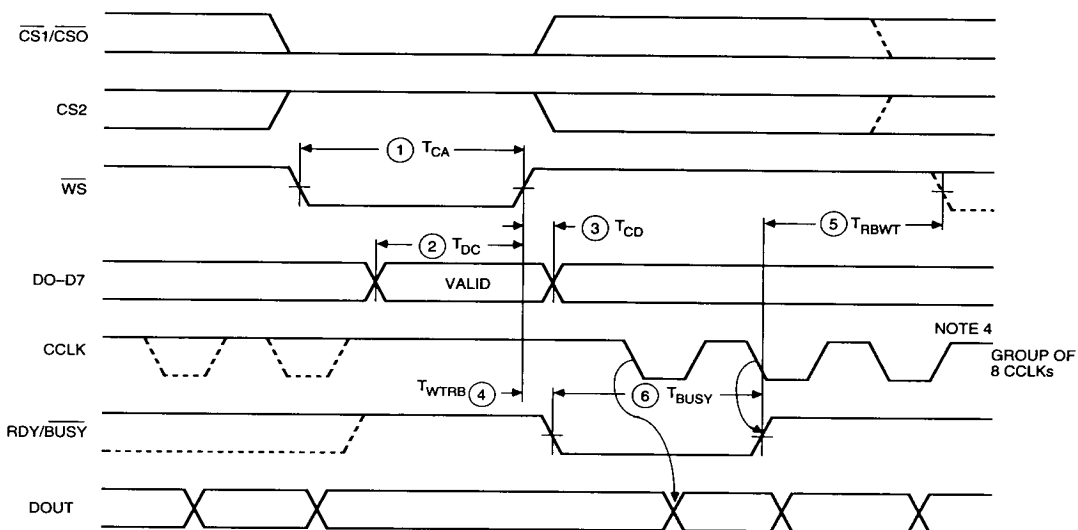 CS1/CSO
CS2
1 TCA
WS
3 TCD
5 TRBWT
2 TDC
DO–D7
VALID
NOTE 4
CCLK
GROUP OF
8 CCLKs
TWTRB 4
6 TBUSY
RDY/BUSY
DOUT